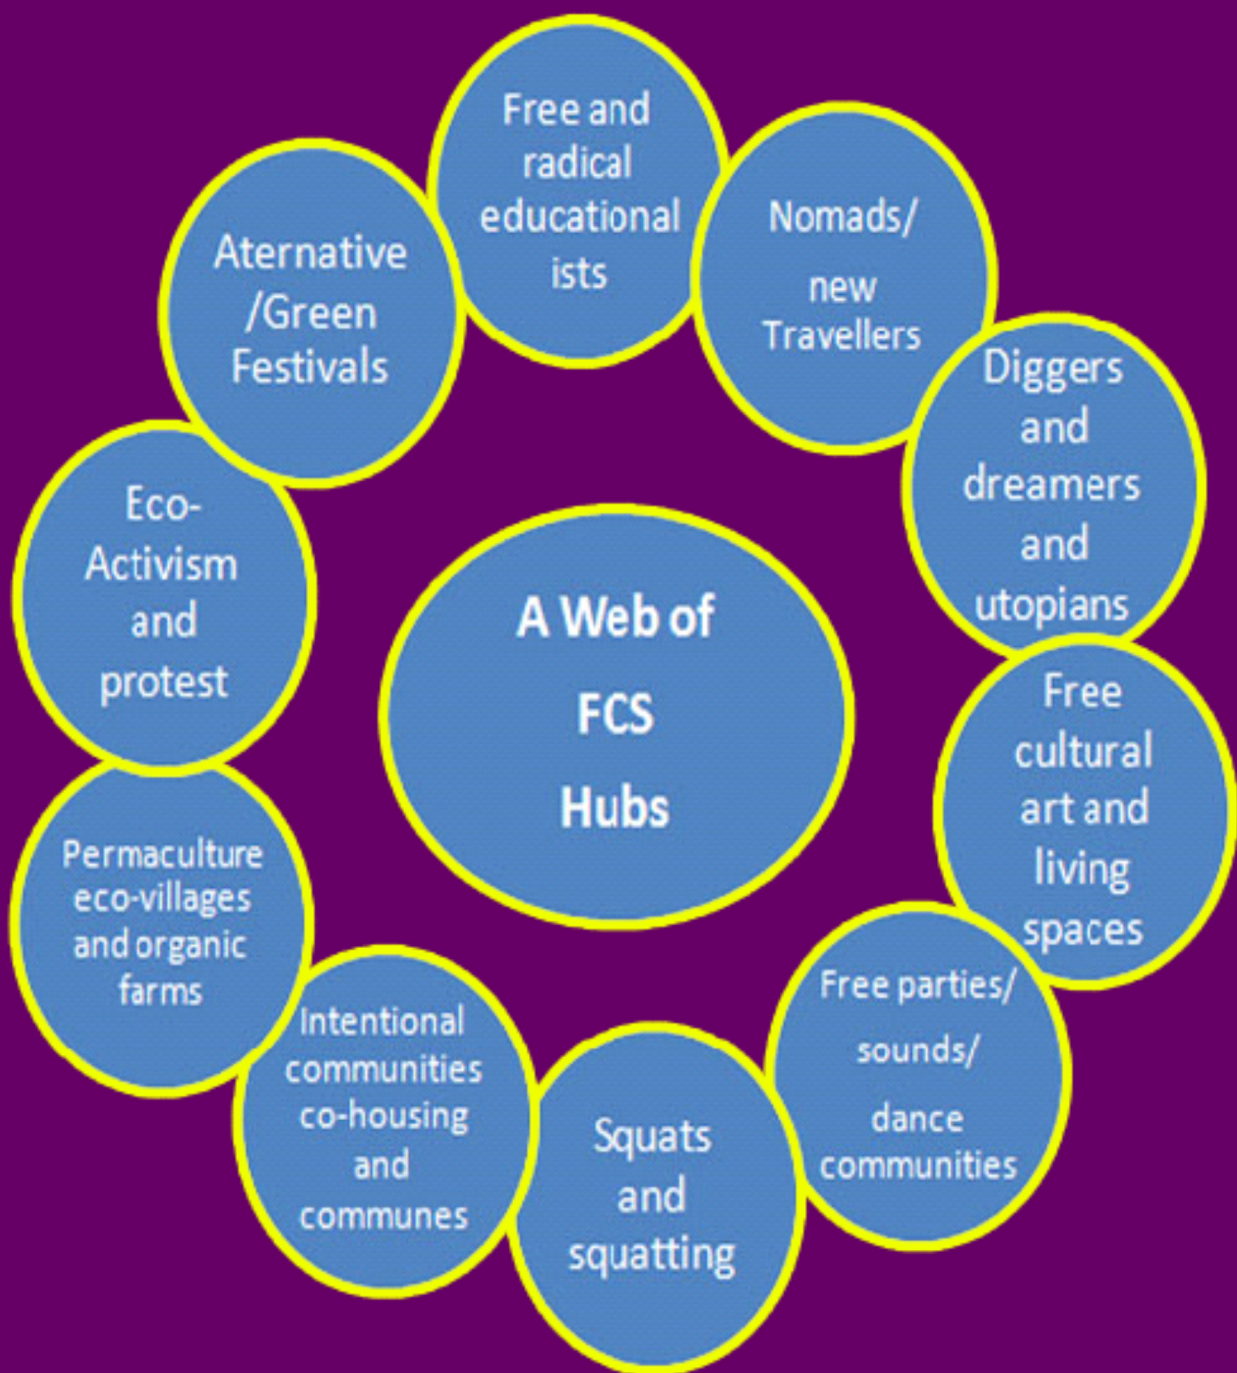 Free and
radical
educational
ists
Nomads/
new
Travellers
Diggers
and
dreamers
and
utopians
Free
cultural
art and
living
spaces
Free parties/
sounds/
dance
communities
Squats
and
squatting
Intentional
communities
co-housing
and
communes
Permaculture
eco-villages
and organic
farms
Eco-
Activism
and
protest
Aternative
/Green
Festivals
A Web of
FCS
Hubs